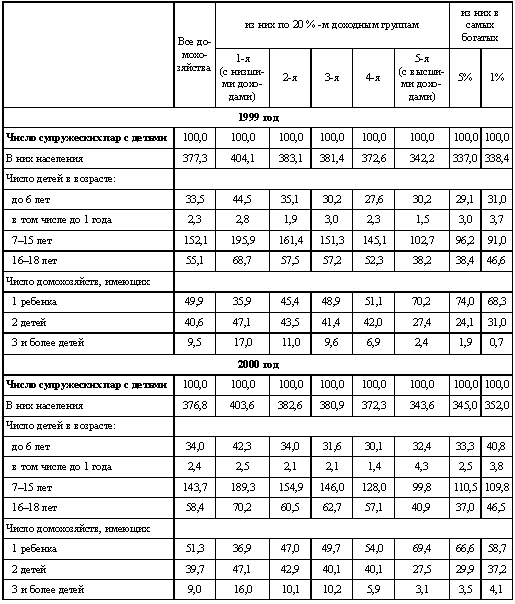 Все до-
мохо-
зяйства
из них по 20 % -м доходным группам
из них в
самых
богатых
1-я
(с низши-
ми дохо-
дами)
2-я
3-я
4-я
5-я
(с высши-
ми дохо-
дами)
5%
1%
1999 год
Число супружеских пар с детьми 100,0 100,0 100,0 100,0 100,0 100,0 100,0 100,0
В них населения 377,3 404,1 383,1 381,4 372,6 342,2 337,0 338,4
Число детей в возрасте:
до 6 лет 33,5 44,5 35,1 30,2 27,6 30,2 29,1 31,0
в том числе до 1 года 2,3 2,8 1,9 3,0 2,3 1,5 3,0 3,7
7–15 лет 152,1 195,9 161,4 151,3 145,1 102,7 96,2 91,0
16–18 лет 55,1 68,7 57,5 57,2 52,3 38,2 38,4 46,6
Число домохозяйств, имеющих:
1 ребенка 49,9 35,9 45,4 48,9 51,1 70,2 74,0 68,3
2 детей 40,6 47,1 43,5 41,4 42,0 27,4 24,1 31,0
3 и более детей 9,5 17,0 11,0 9,6 6,9 2,4 1,9 0,7
2000 год
Число супружеских пар с детьми 100,0 100,0 100,0 100,0 100,0 100,0 100,0 100,0
В них населения 376,8 403,6 382,6 380,9 372,3 343,6 345,0 352,0
Число детей в возрасте:
до 6 лет 34,0 42,3 34,0 31,6 30,1 32,4 33,3 40,8
в том числе до 1 года 2,4 2,5 2,1 2,1 1,4 4,3 2,5 3,8
7–15 лет 143,7 189,3 154,9 146,0 128,0 99,8 110,5 109,8
16–18 лет 58,4 70,2 60,5 62,7 57,1 40,9 37,0 46,5
Число домохозяйств, имеющих:
1 ребенка 51,3 36,9 47,0 49,7 54,0 69,4 66,6 58,7
2 детей 39,7 47,1 42,9 40,1 40,1 27,5 29,9 37,2
3 и более детей 9,0 16,0 10,1 10,2 5,9 3,1 3,5 4,1